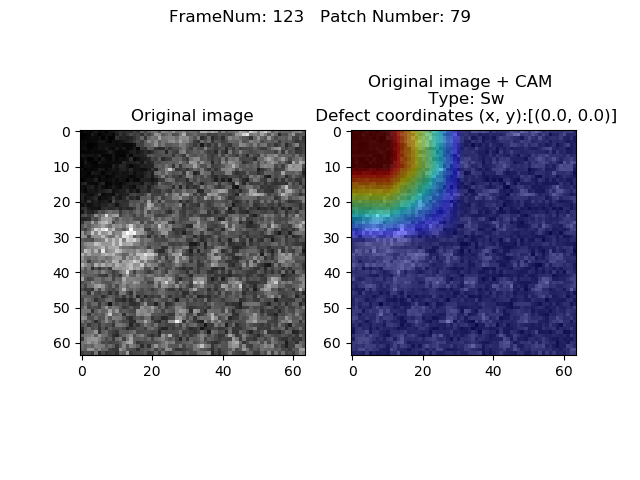 FrameNum: 123   Patch Number: 79
Original image
0
10
20
30
40
50
60
0 20 40 60
Original image + CAM
Type: Sw
Defect coordinates (x, y):[(0.0, 0.0)]
0
10
20
30
40
50
60
0 20 40 60